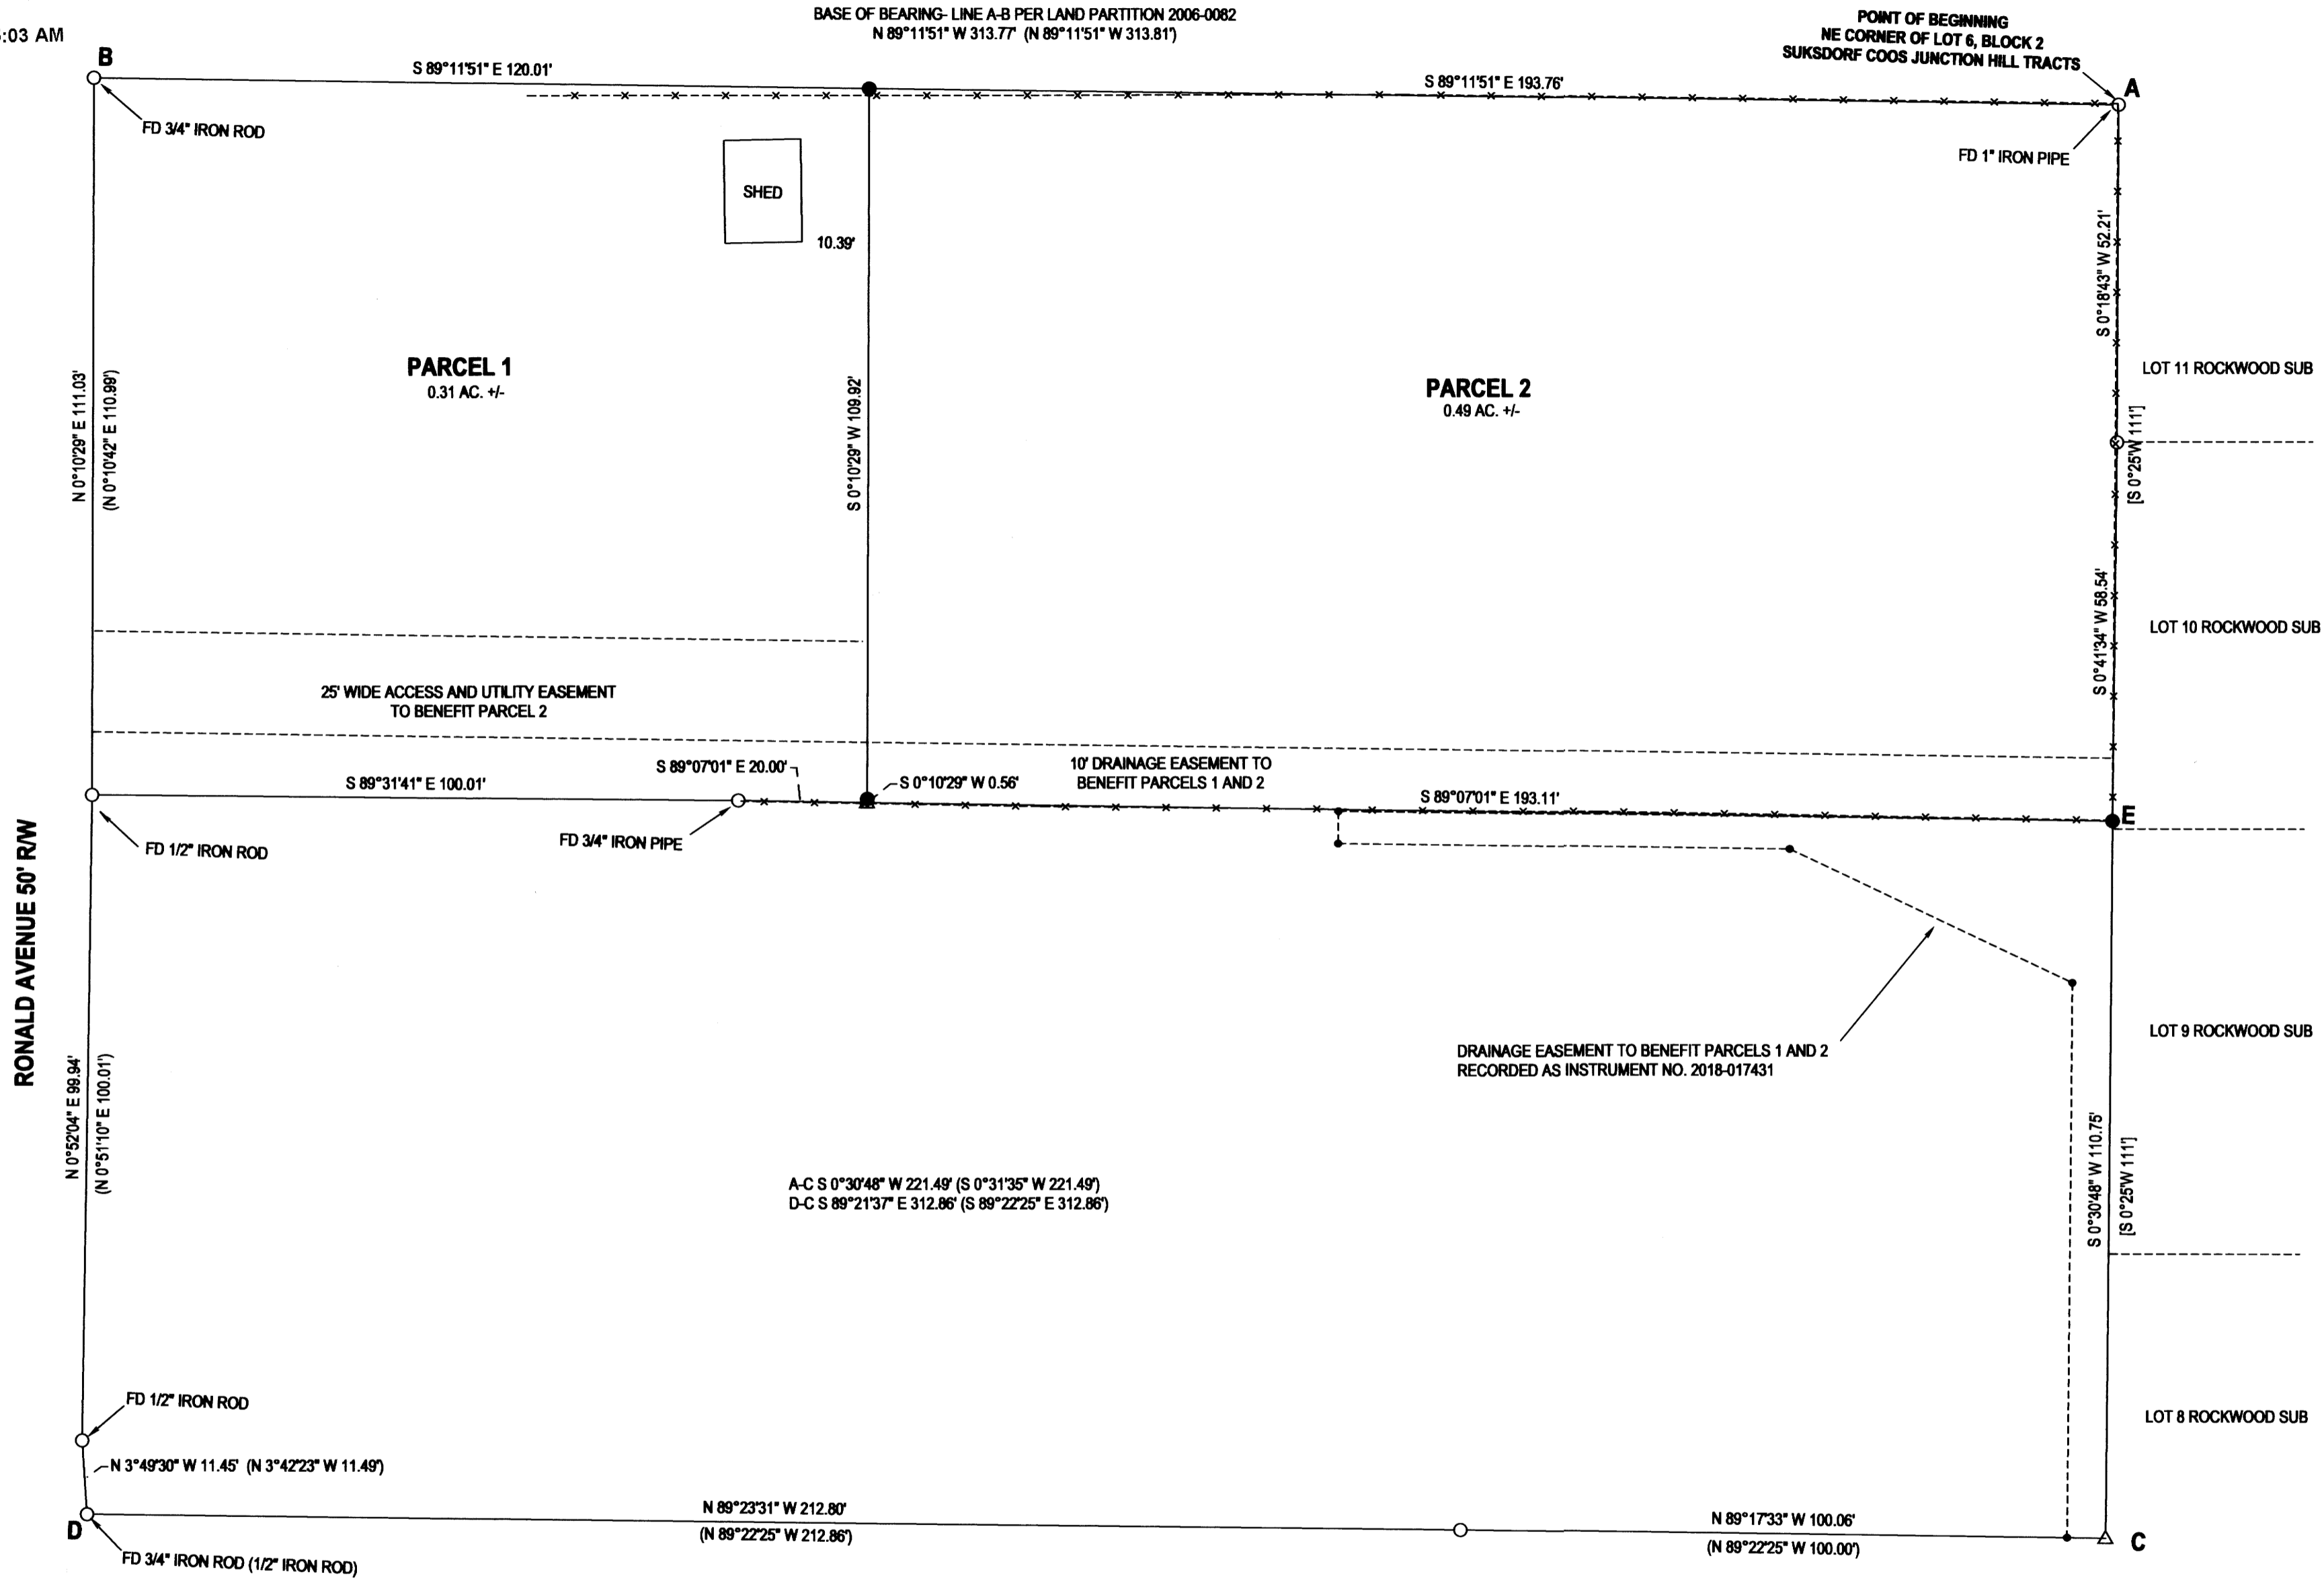 :03 AM
BASE OF BEARING- LINE A-B PER LAND PARTITION 2006-0082
N 89°11'51" W 313.77' (N 89°11'51" W 313.81')
POINT OF BEGINNING
NE CORNER OF LOT 6, BLOCK 2
SUKSDORF COOS JUNCTION HILL TRACTS
B
S 89°11'51" E 120.01'
S 89°11'51" E 193.76'
A
FD 3/4" IRON ROD
FD 1" IRON PIPE
SHED
10.39'
S 0°18'43" W 52.21'
PARCEL 1
0.31 AC. +/-
PARCEL 2
0.49 AC. +/-
LOT 11 ROCKWOOD SUB
N 0°10'29" E 111.03'
(N 0°10'42" E 110.99')
S 0°10'29" W 109.92'
[S 0°25'W 111']
S 0°41'34" W 58.54'
LOT 10 ROCKWOOD SUB
25' WIDE ACCESS AND UTILITY EASEMENT
TO BENEFIT PARCEL 2
S 89°31'41" E 100.01'
S 89°07'01" E 20.00'
S 0°10'29" W 0.56'
10' DRAINAGE EASEMENT TO
BENEFIT PARCELS 1 AND 2
S 89°07'01" E 193.11'
E
FD 1/2" IRON ROD
FD 3/4" IRON PIPE
RONALD AVENUE 50' R/W
LOT 9 ROCKWOOD SUB
DRAINAGE EASEMENT TO BENEFIT PARCELS 1 AND 2
RECORDED AS INSTRUMENT NO. 2018-017431
N 0°52'04" E 99.94'
(N 0°51'10" E 100.01')
A-C S 0°30'48" W 221.49' (S 0°31'35" W 221.49')
D-C S 89°21'37" E 312.86' (S 89°22'25" E 312.86')
S 0°30'48" W 110.75'
[S 0°25'W 111']
FD 1/2" IRON ROD
LOT 8 ROCKWOOD SUB
N 3°49'30" W 11.45' (N 3°42'23" W 11.49')
N 89°23'31" W 212.80'
(N 89°22'25" W 212.86')
N 89°17'33" W 100.06'
(N 89°22'25" W 100.00')
D
C
FD 3/4" IRON ROD (1/2" IRON ROD)